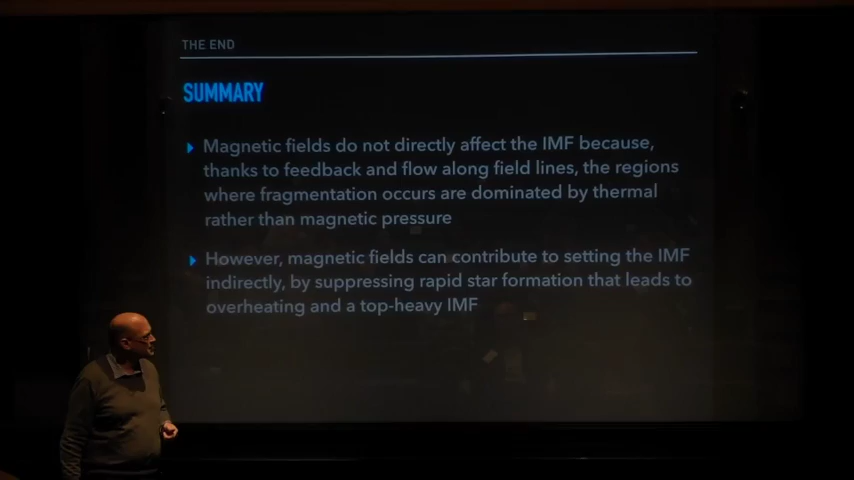 THE END
SUMMARY
Magnetic fields do not directly affect the IMF because,
thanks to feedback and flow along field lines, the regions
where fragmentation occurs are dominated by thermal
rather than magnetic pressure
However, magnetic fields can contribute to setting the IMF
indirectly, by suppressing rapid star formation that leads to
overheating and a top-heavy IMF